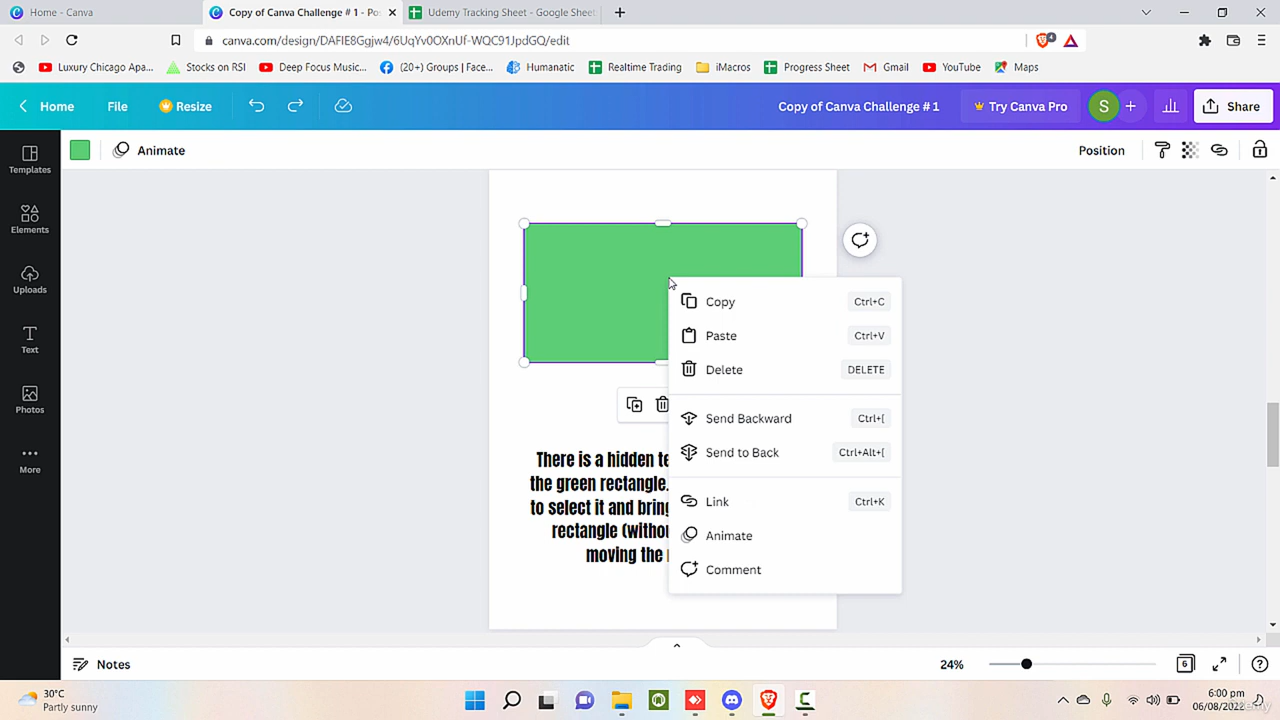 Home - Canva
Copy of Canva Challenge # 1 - Po
Udemy Tracking Sheet - Google Sheet
canva.com/design/DAFIE8Ggjw4/6UqYv0OXnUf-WQC91JpdGQ/edit
4
Luxury Chicago Apa...
Stocks on RSI
Deep Focus Music...
(20+) Groups | Face...
Humanatic
Realtime Trading
iMacros
Progress Sheet
Gmail
YouTube
Maps
Home
File
Resize
Copy of Canva Challenge # 1
Try Canva Pro
S
Share
Animate
Position
Templates
Elements
Uploads
Text
Photos
More
Copy Ctrl+C
Paste Ctrl+V
Delete DELETE
Send Backward Ctrl+[
Send to Back Ctrl+Alt+[
Link Ctrl+K
Animate
Comment
There is a hidden te
the green rectangle.
to select it and bring
rectangle (withou
moving the
Notes
24%
6
30°C
Partly sunny
6:00 pm
06/08/2022